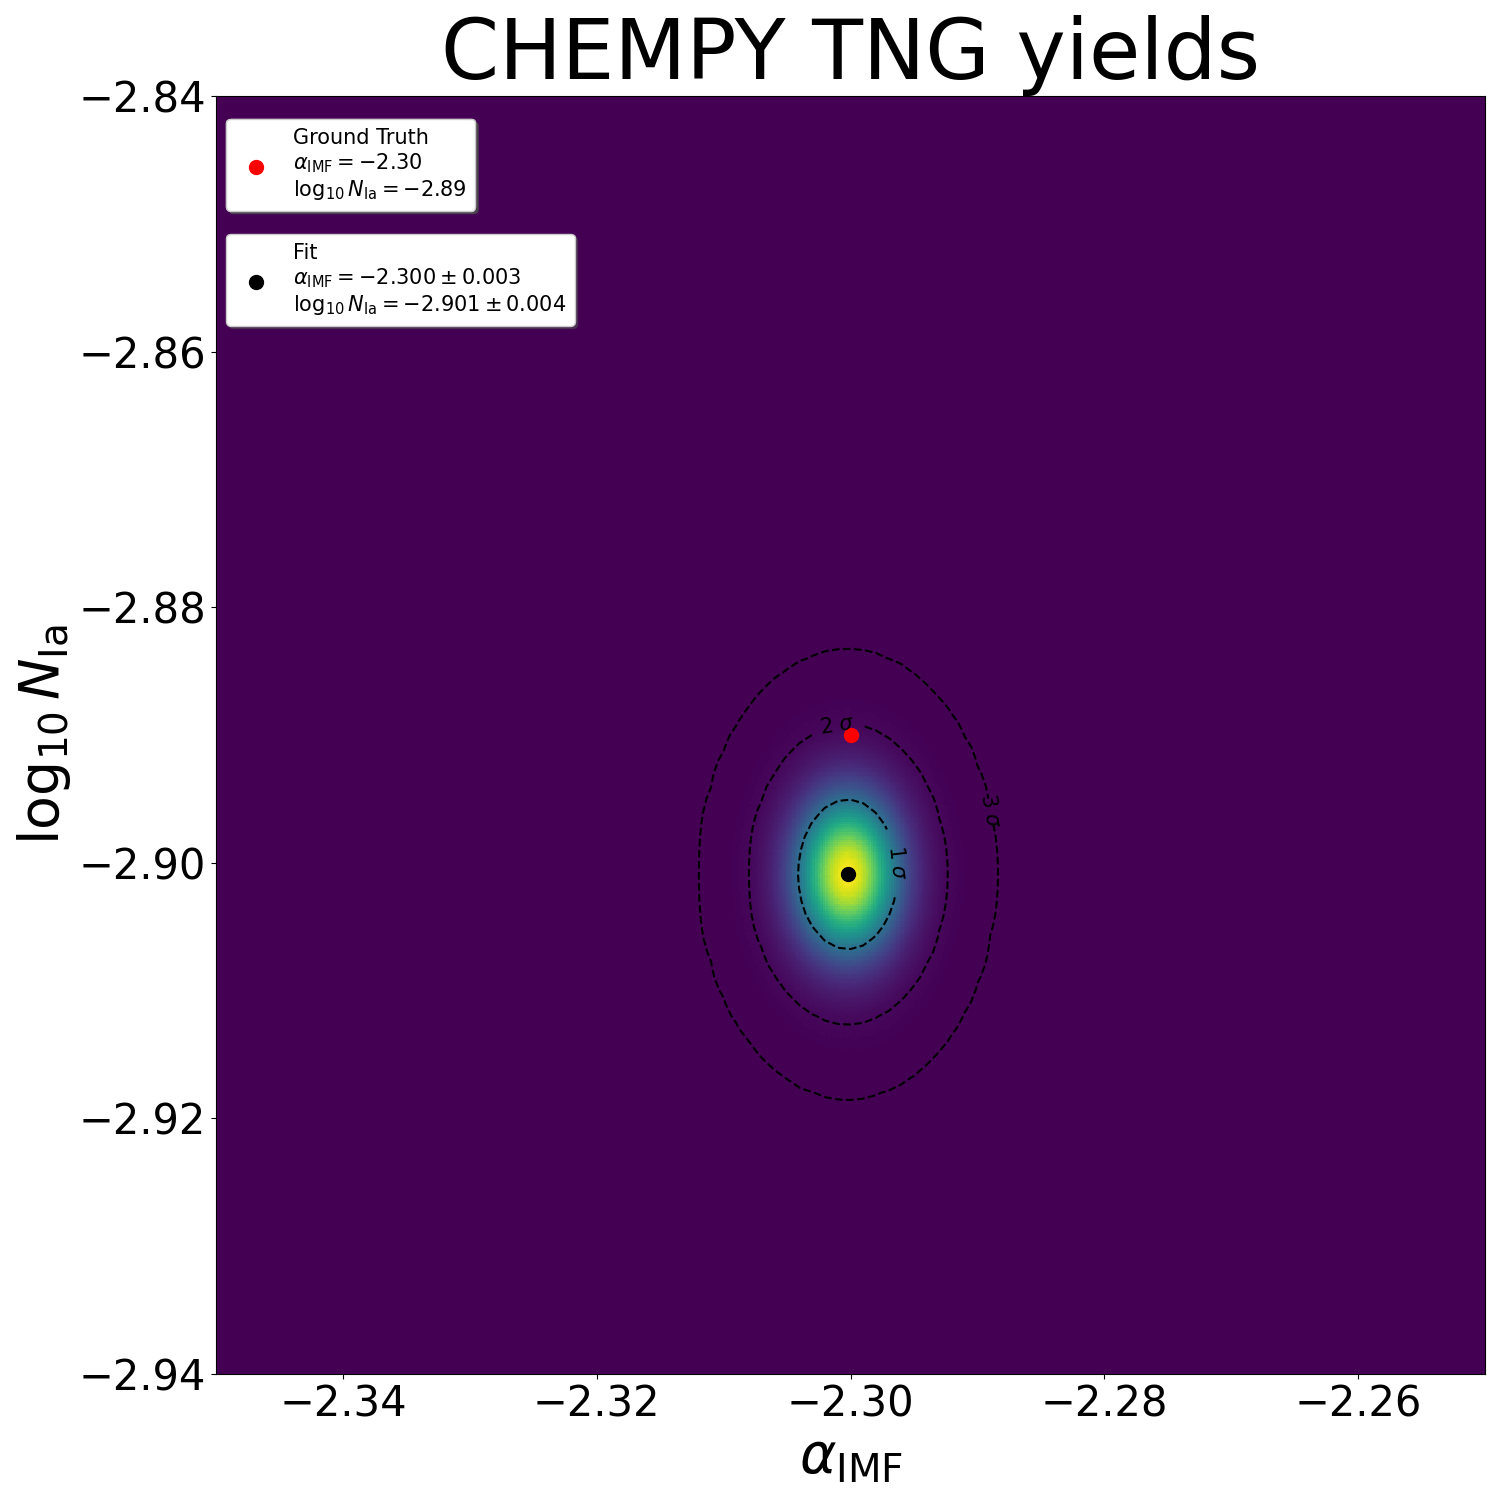 CHEMPY TNG yields
−2.84
−2.86
−2.88
−2.90
−2.92
−2.94
log₁₀ N_Ia
Ground Truth
α_IMF = −2.30
log₁₀ N_Ia = −2.89
Fit
α_IMF = −2.300 ± 0.003
log₁₀ N_Ia = −2.901 ± 0.004
2 σ
3 σ
1 σ
−2.34 −2.32 −2.30 −2.28 −2.26
α_IMF